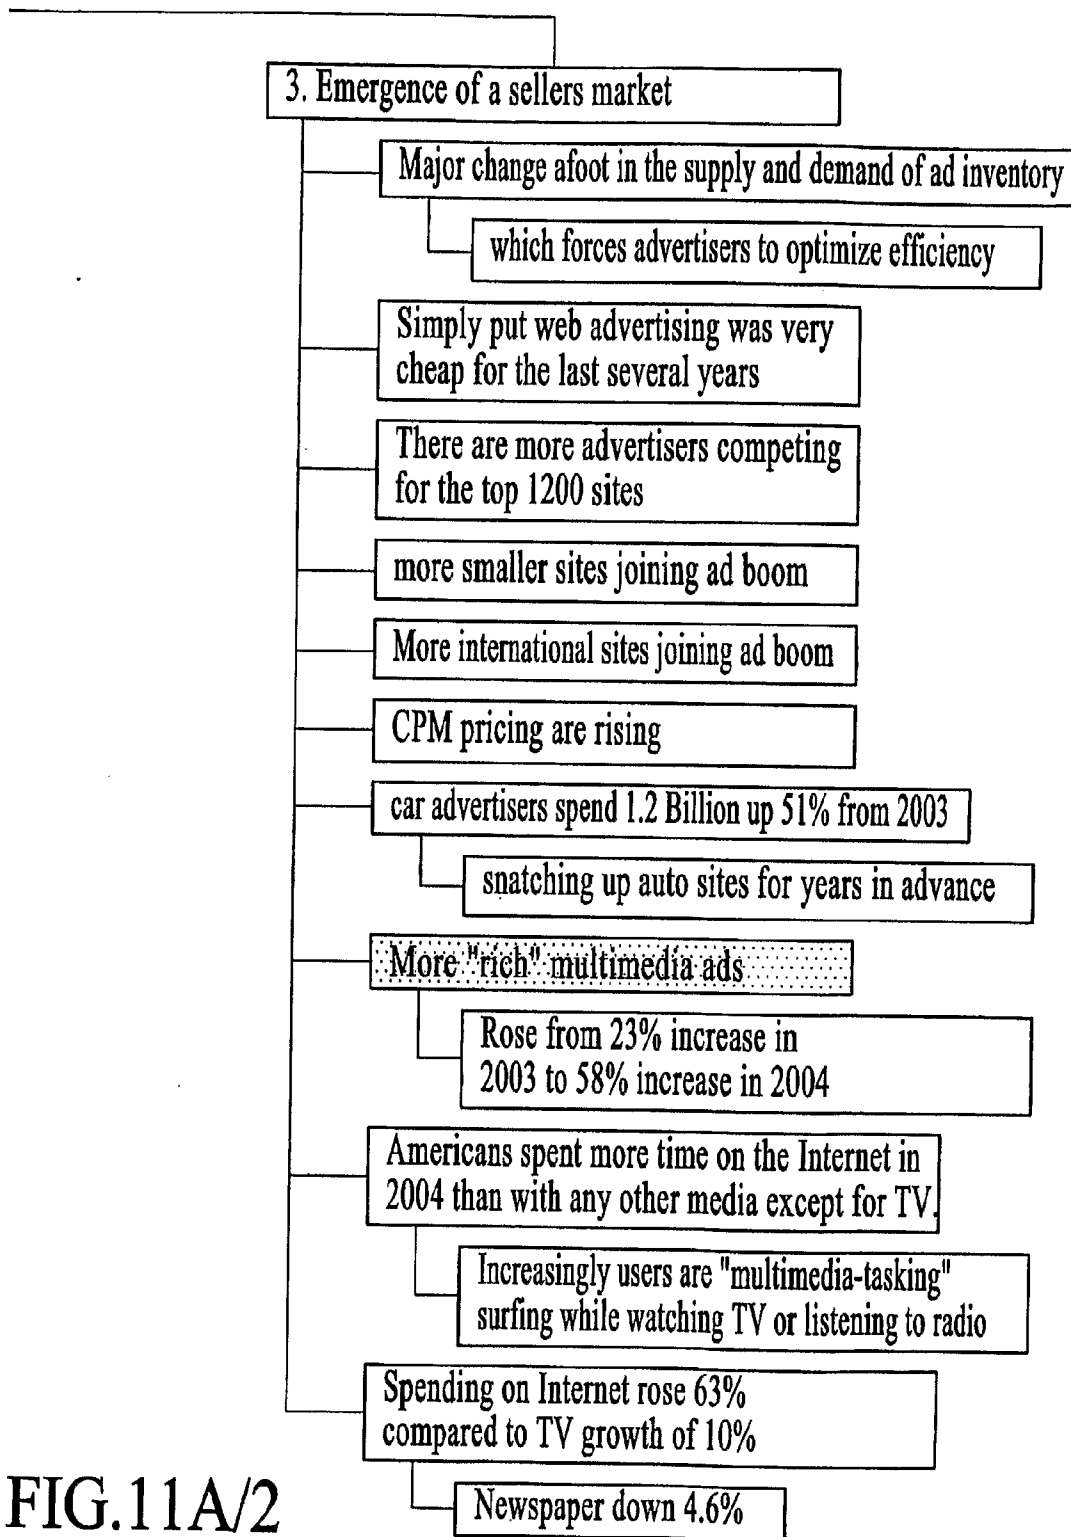 3. Emergence of a sellers market
Major change afoot in the supply and demand of ad inventory
which forces advertisers to optimize efficiency
Simply put web advertising was very
cheap for the last several years
There are more advertisers competing
for the top 1200 sites
more smaller sites joining ad boom
More international sites joining ad boom
CPM pricing are rising
car advertisers spend 1.2 Billion up 51% from 2003
snatching up auto sites for years in advance
More "rich" multimedia ads
Rose from 23% increase in
2003 to 58% increase in 2004
Americans spent more time on the Internet in
2004 than with any other media except for TV.
Increasingly users are "multimedia-tasking"
surfing while watching TV or listening to radio
Spending on Internet rose 63%
compared to TV growth of 10%
Newspaper down 4.6%
FIG.11A/2